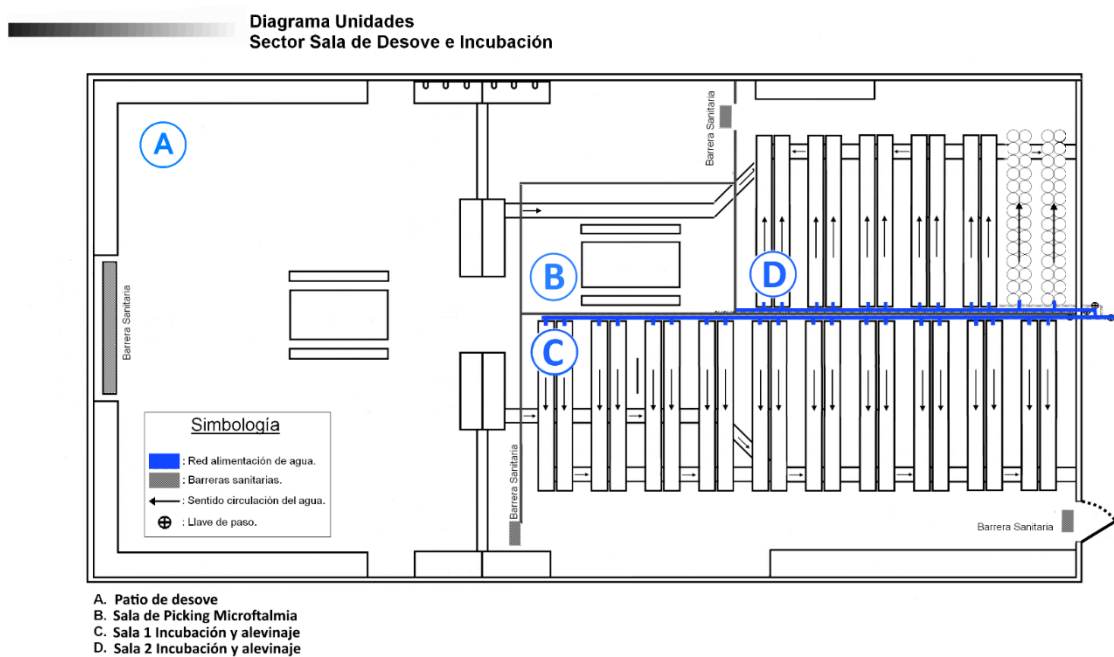 Diagrama Unidades
Sector Sala de Desove e Incubación
A
Barrera Sanitaria
Barrera Sanitaria
B
D
C
Simbología
: Red alimentación de agua.
: Barreras sanitarias.
: Sentido circulación del agua.
: Llave de paso.
Barrera Sanitaria
Barrera Sanitaria
A. Patio de desove
B. Sala de Picking Microftalmia
C. Sala 1 Incubación y alevinaje
D. Sala 2 Incubación y alevinaje